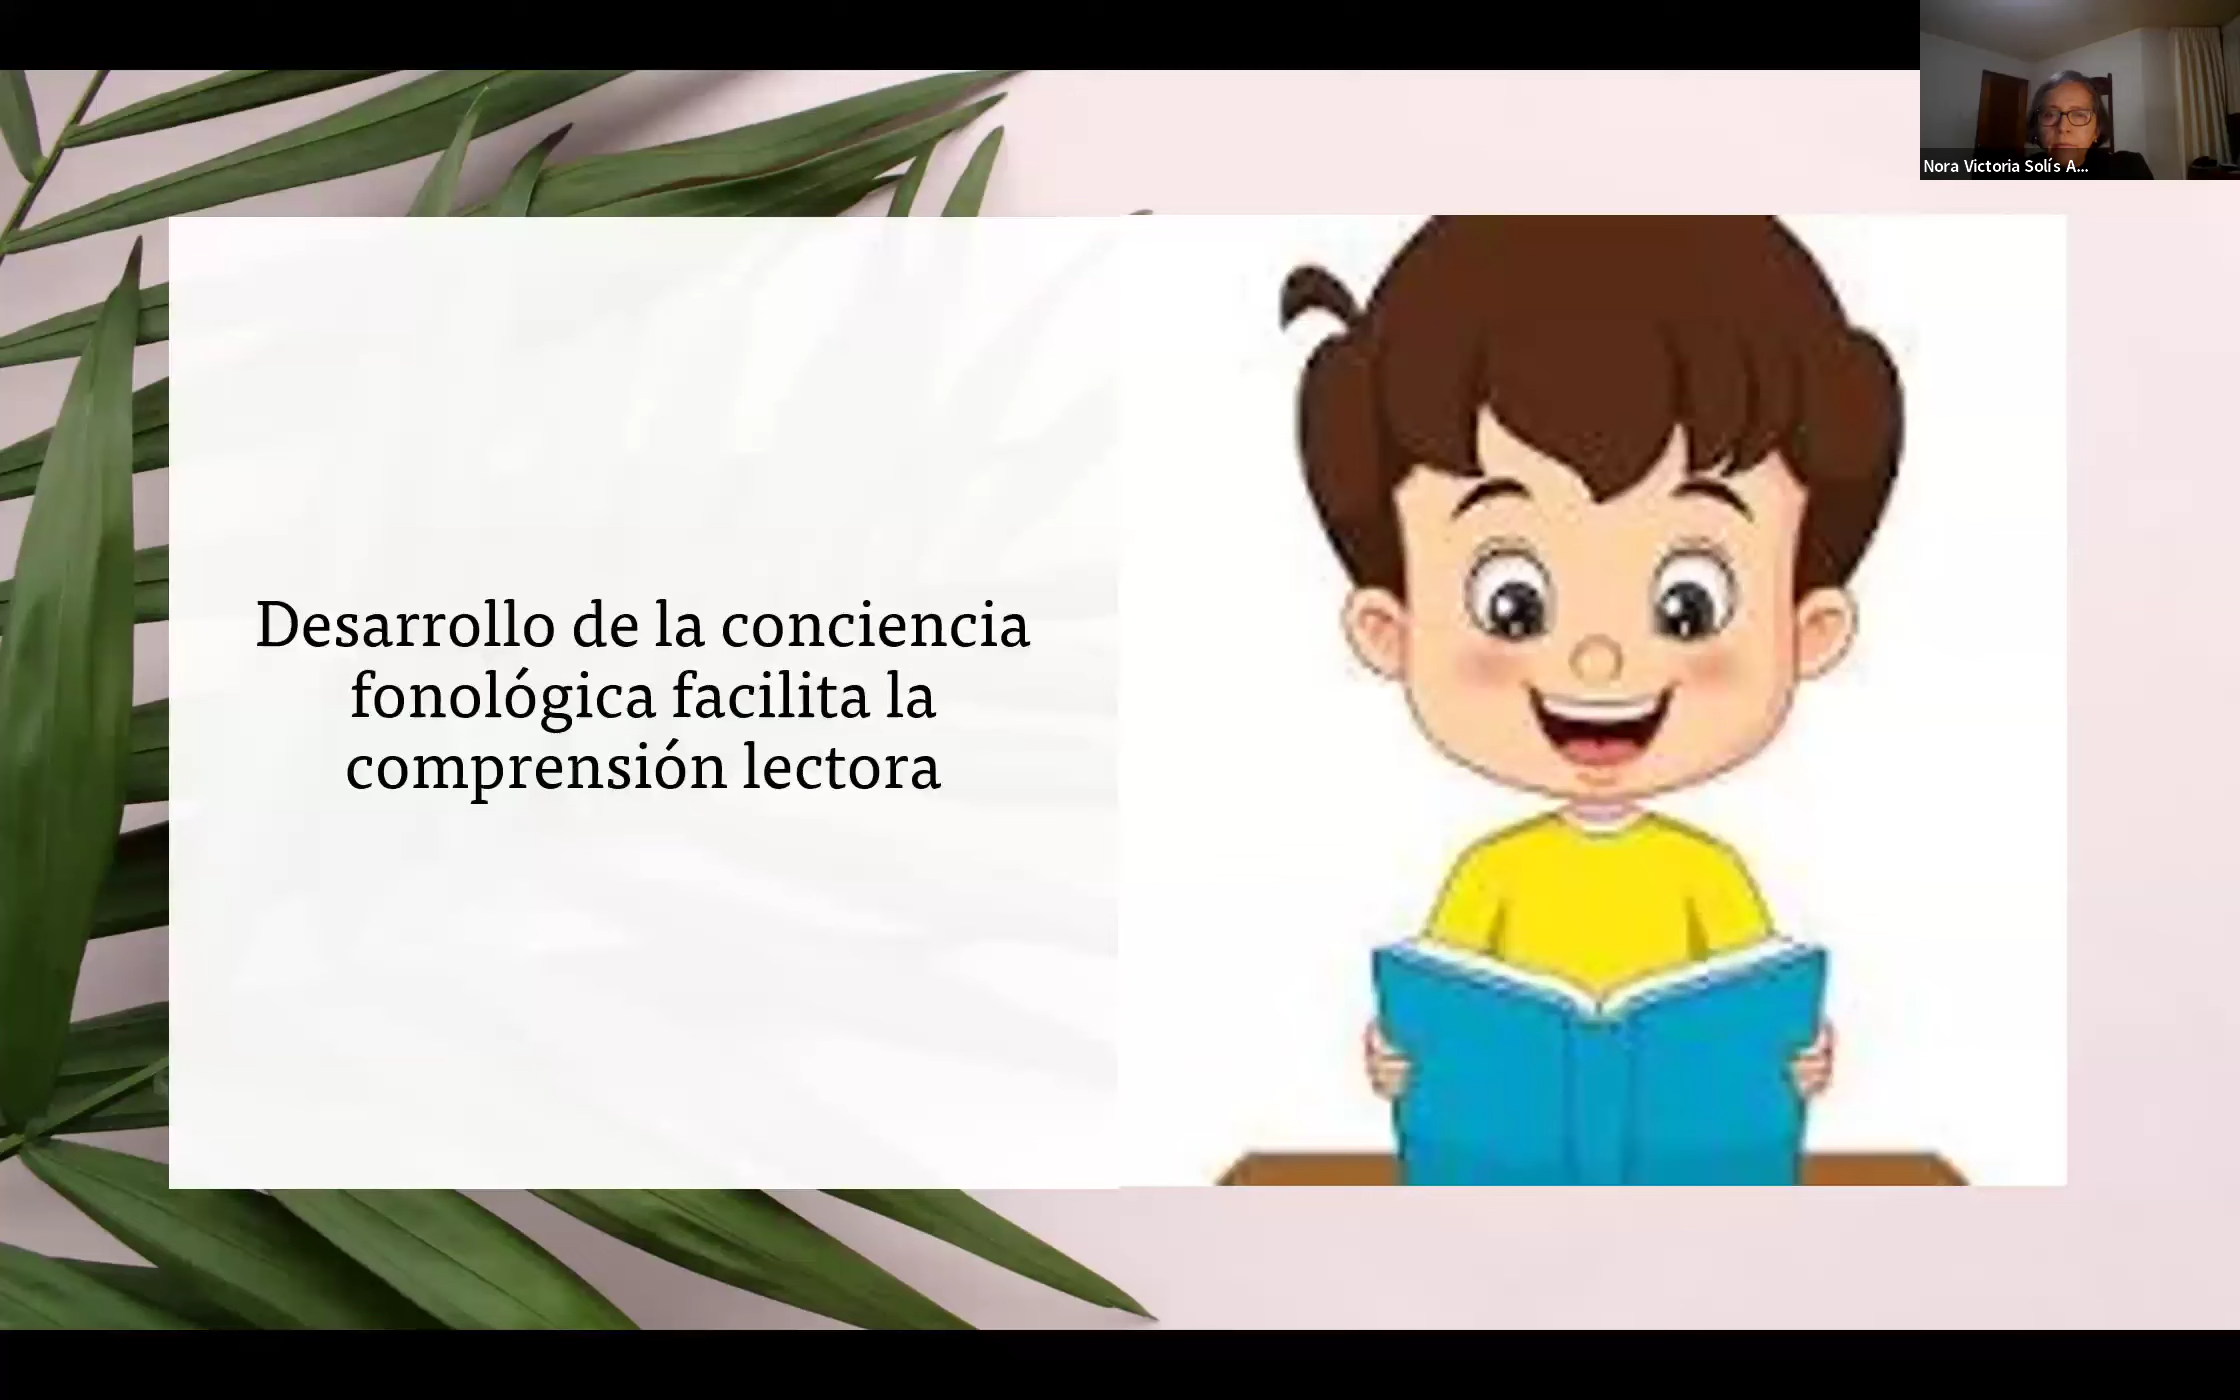 Nora Victoria Solís A...
Desarrollo de la conciencia
fonológica facilita la
comprensión lectora